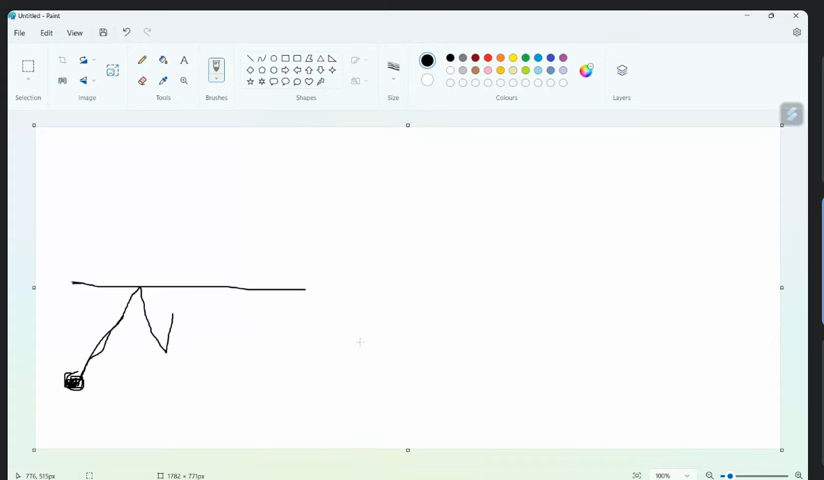 Untitled - Paint
File Edit View
Selection Image Tools Brushes Shapes Size Colours Layers
776, 515px 1782 × 771px 100%